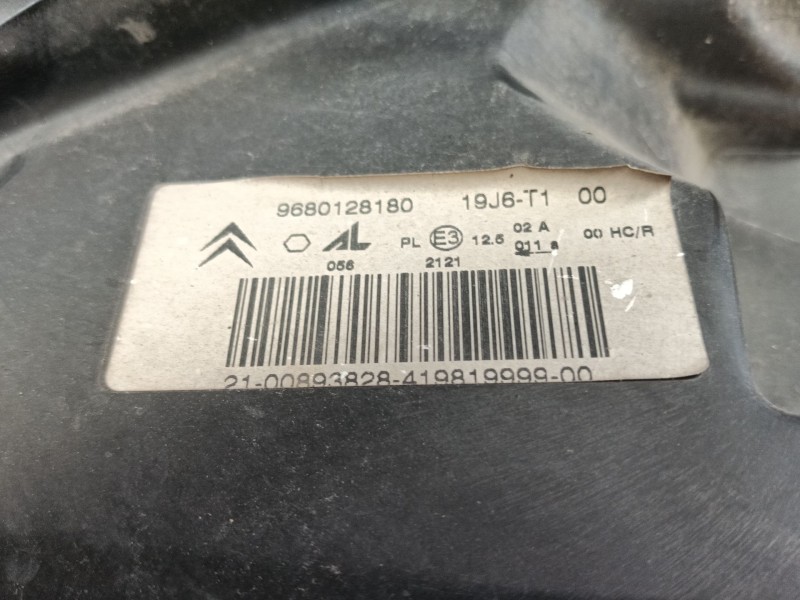 9680128180 19J6-T1 00
AL PL E3 12.5 02 A 00 HC/R
011 a
056 2121
21-00893828-419819999-00